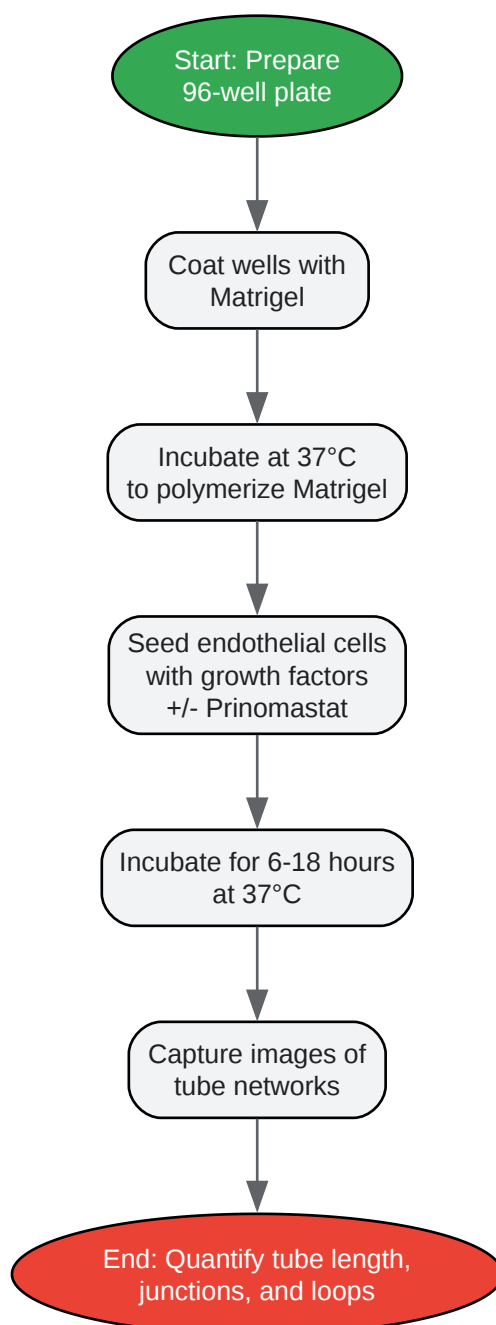 Start: Prepare
96-well plate
Coat wells with
Matrigel
Incubate at 37°C
to polymerize Matrigel
Seed endothelial cells
with growth factors
+/- Prinomastat
Incubate for 6-18 hours
at 37°C
Capture images of
tube networks
End: Quantify tube length,
junctions, and loops